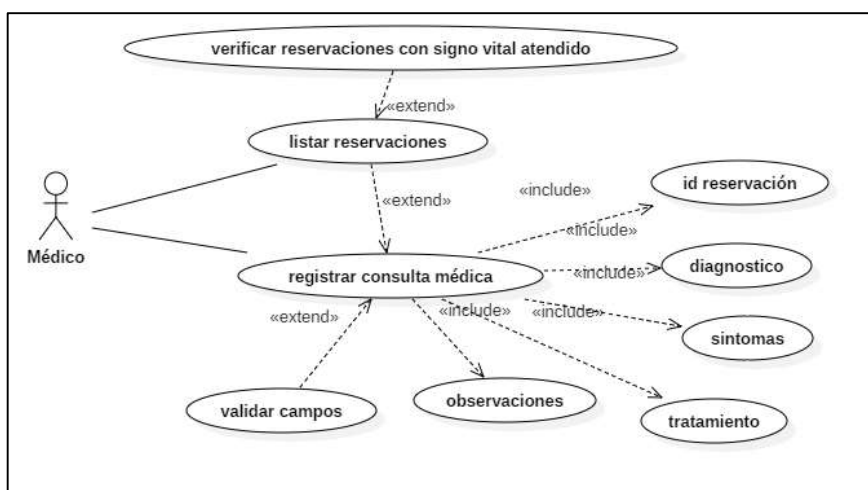 verificar reservaciones con signo vital atendido
«extend»
listar reservaciones
«extend»
«include»
id reservación
«include»
Médico
registrar consulta médica
«include»
diagnostico
«extend»
«include»
«include»
sintomas
validar campos
observaciones
tratamiento